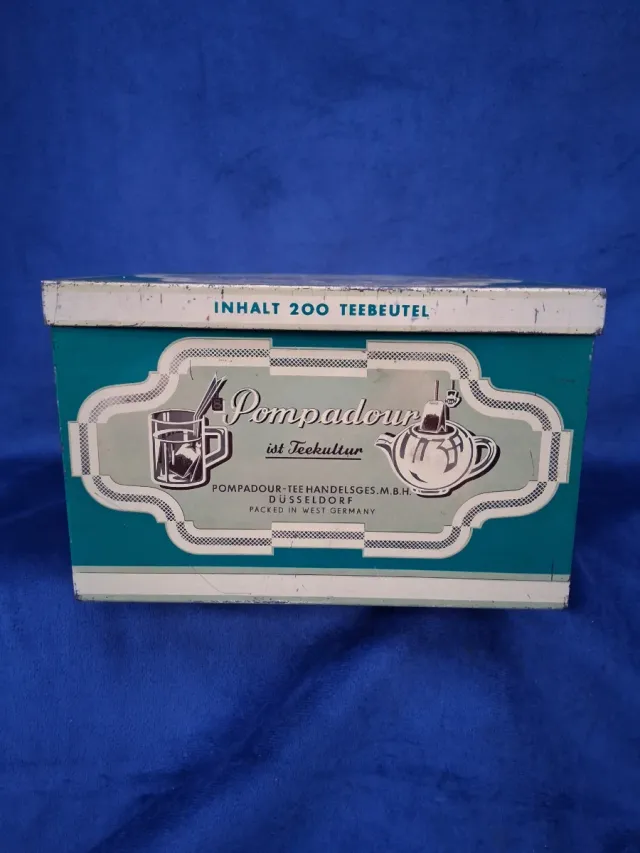 INHALT 200 TEEBEUTEL
Pompadour
ist Teekultur
POMPADOUR-TEEHANDELSGES.M.B.H.
DÜSSELDORF
PACKED IN WEST GERMANY